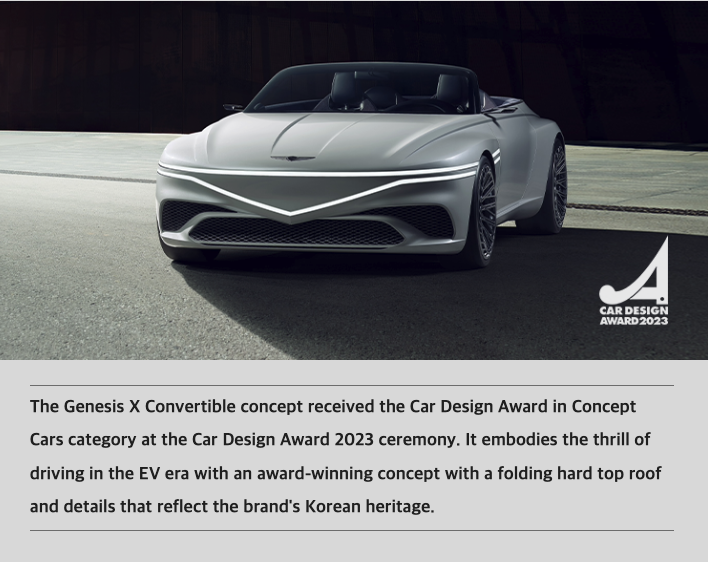 CAR DESIGN
AWARD 2023
The Genesis X Convertible concept received the Car Design Award in Concept
Cars category at the Car Design Award 2023 ceremony. It embodies the thrill of
driving in the EV era with an award-winning concept with a folding hard top roof
and details that reflect the brand's Korean heritage.